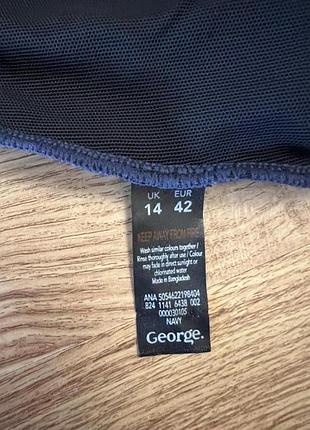 UK EUR
14 42
KEEP AWAY FROM FIRE
Wash similar colours together /
Rinse thoroughly after use / Colour
may fade in direct sunlight or
chlorinated water
Made in Bangladesh
ANA 5054622198404
824 1141 6438 002
000030105
NAVY
George.